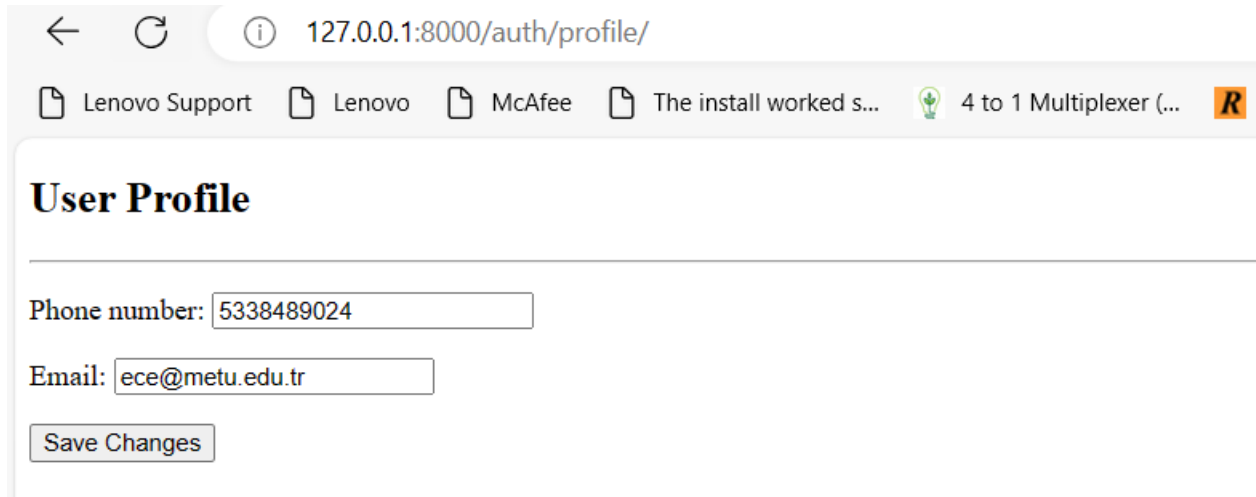 127.0.0.1:8000/auth/profile/
Lenovo Support Lenovo McAfee The install worked s... 4 to 1 Multiplexer (... R
User Profile
Phone number: 5338489024
Email: ece@metu.edu.tr
Save Changes